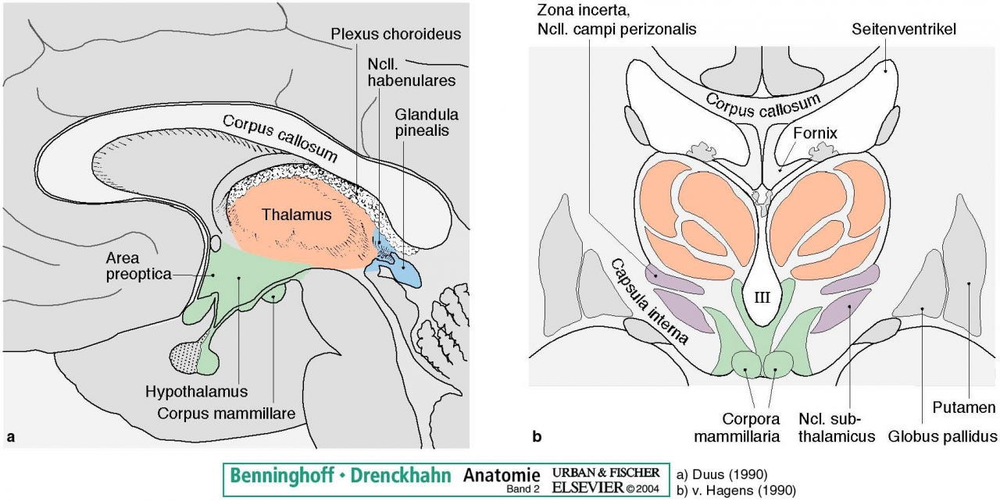 Plexus choroideus
Ncll.
habenulares
Glandula
pinealis
Corpus callosum
Thalamus
Area
preoptica
Hypothalamus
Corpus mammillare
a
Zona incerta,
Ncll. campi perizonalis
Seitenventrikel
Corpus callosum
Fornix
Capsula interna
III
Corpora
mammillaria
Ncl. sub-
thalamicus
Globus pallidus
Putamen
b
Benninghoff · Drenckhahn Anatomie
Band 2
URBAN & FISCHER
ELSEVIER © 2004
a) Duus (1990)
b) v. Hagens (1990)